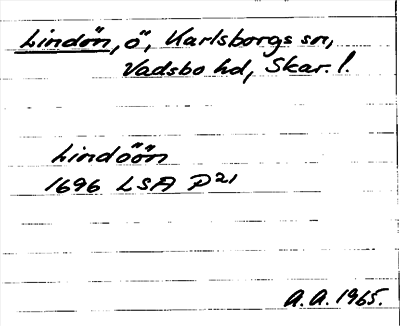 Lindön, ö, Karlsborgs sn,
Vadsbo hd, Skar. l.
Lindöön
1696 LSA P21
A.A. 1965.